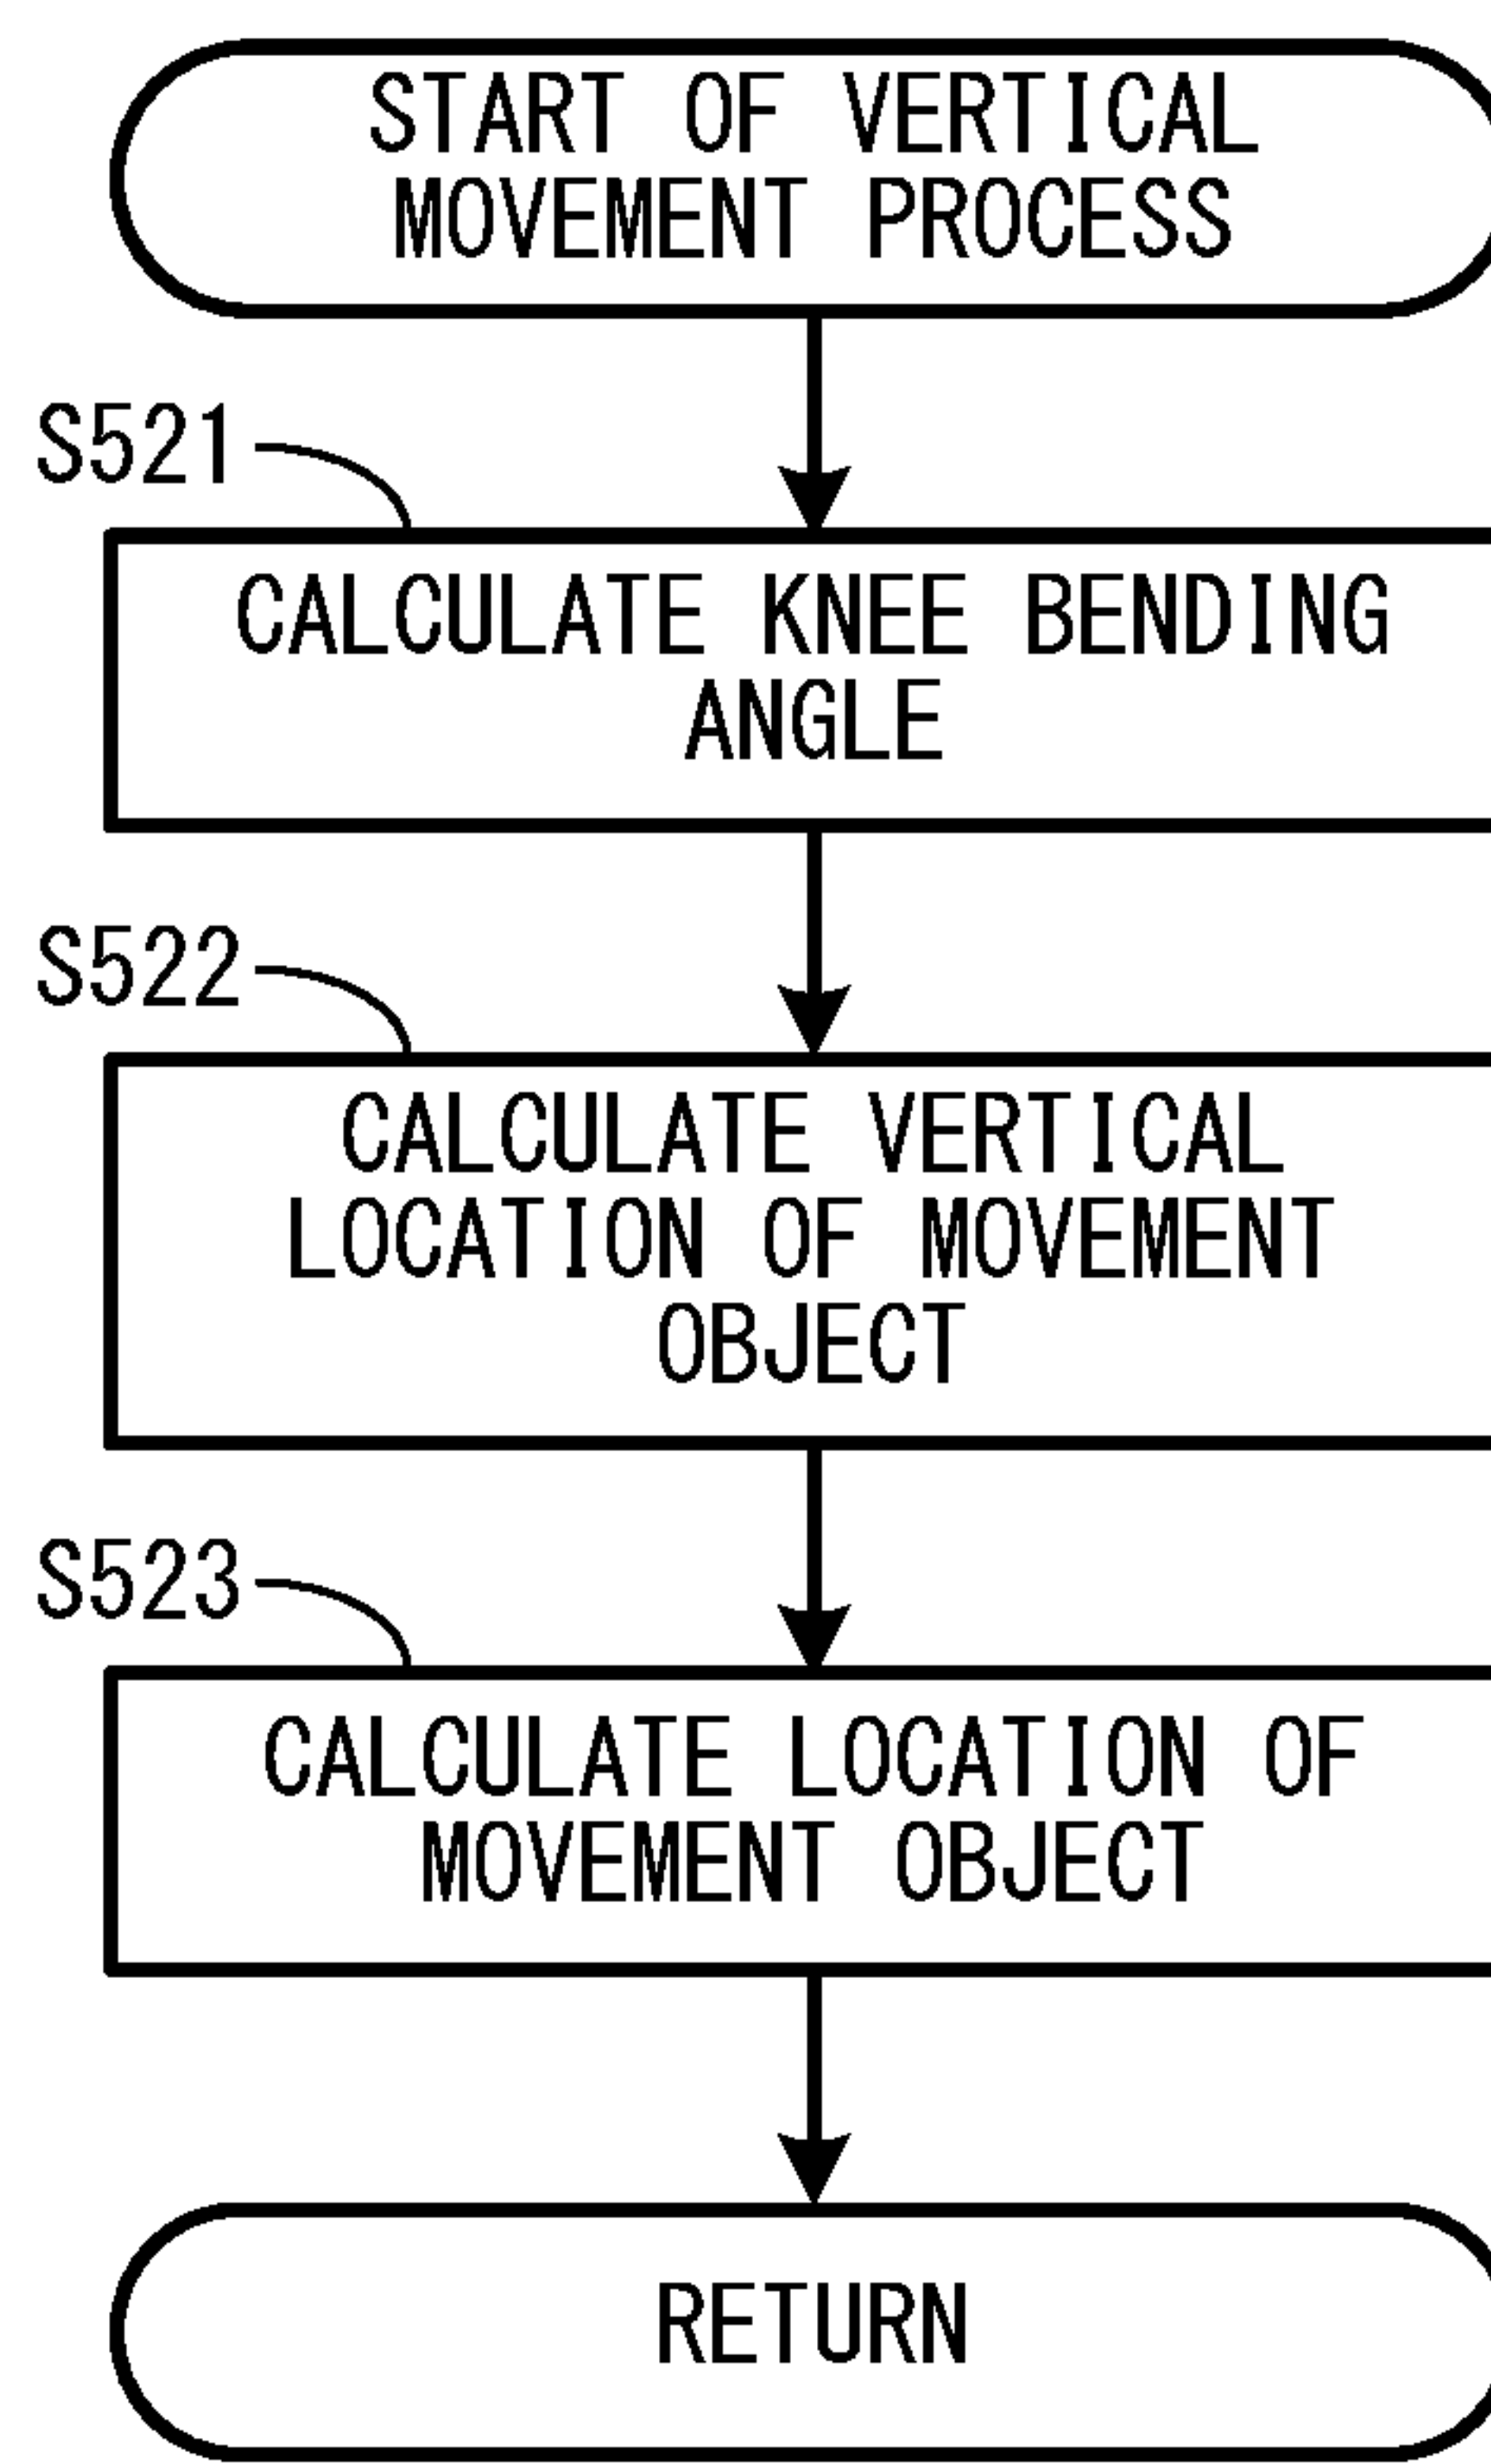 START OF VERTICAL
MOVEMENT PROCESS
S521
CALCULATE KNEE BENDING
ANGLE
S522
CALCULATE VERTICAL
LOCATION OF MOVEMENT
OBJECT
S523
CALCULATE LOCATION OF
MOVEMENT OBJECT
RETURN